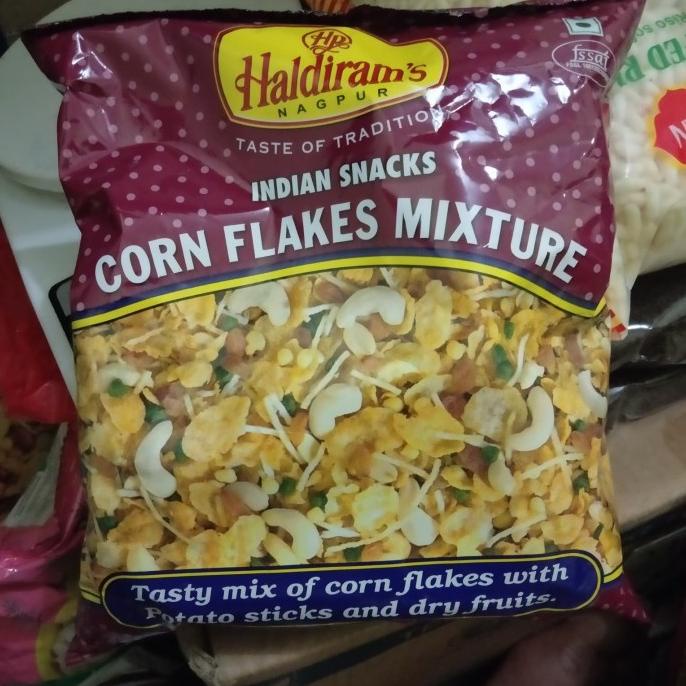 HR
Haldiram's
NAGPUR
TASTE OF TRADITION
INDIAN SNACKS
CORN FLAKES MIXTURE
fssai
Tasty mix of corn flakes with
Potato sticks and dry fruits.